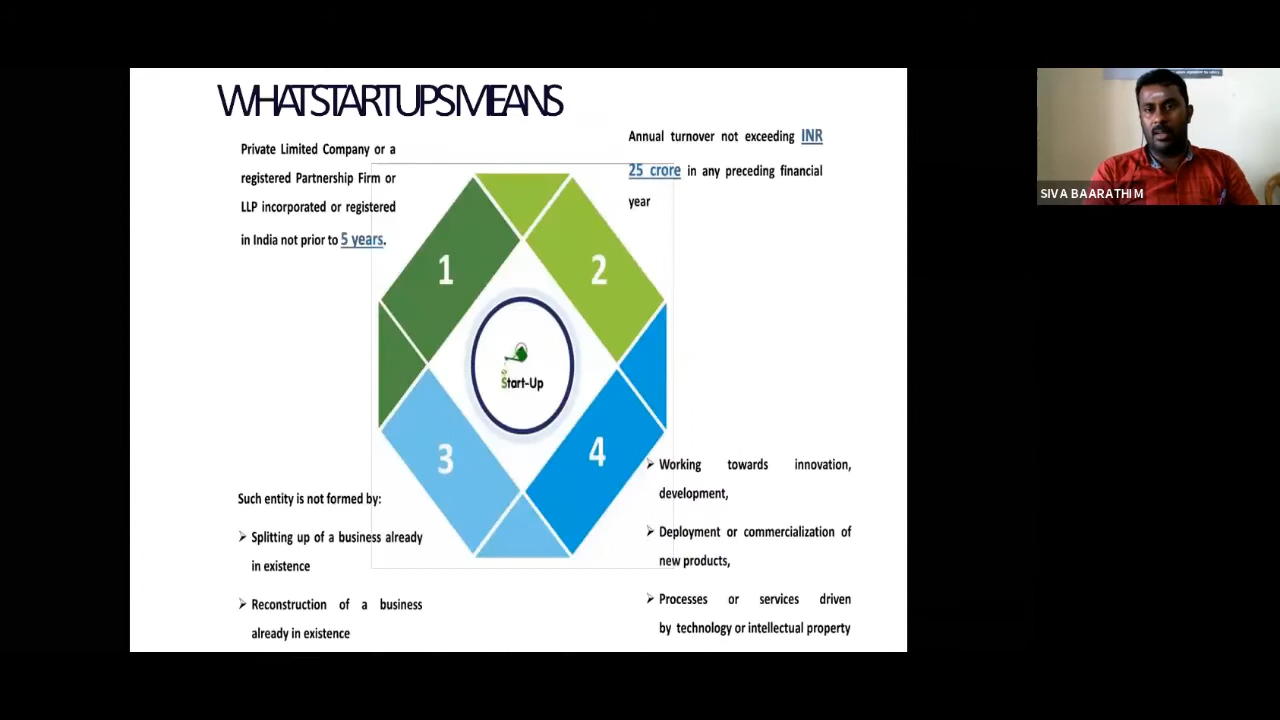 WHAT STARTUPS MEANS
Private Limited Company or a
registered Partnership Firm or
LLP incorporated or registered
in India not prior to 5 years.
Annual turnover not exceeding INR
25 crore in any preceding financial
year
1
2
3
4
Start-Up
Such entity is not formed by:
➢ Splitting up of a business already
in existence
➢ Reconstruction of a business
already in existence
➢ Working towards innovation,
development,
➢ Deployment or commercialization of
new products,
➢ Processes or services driven
by technology or intellectual property
SIVA BAARATHI M